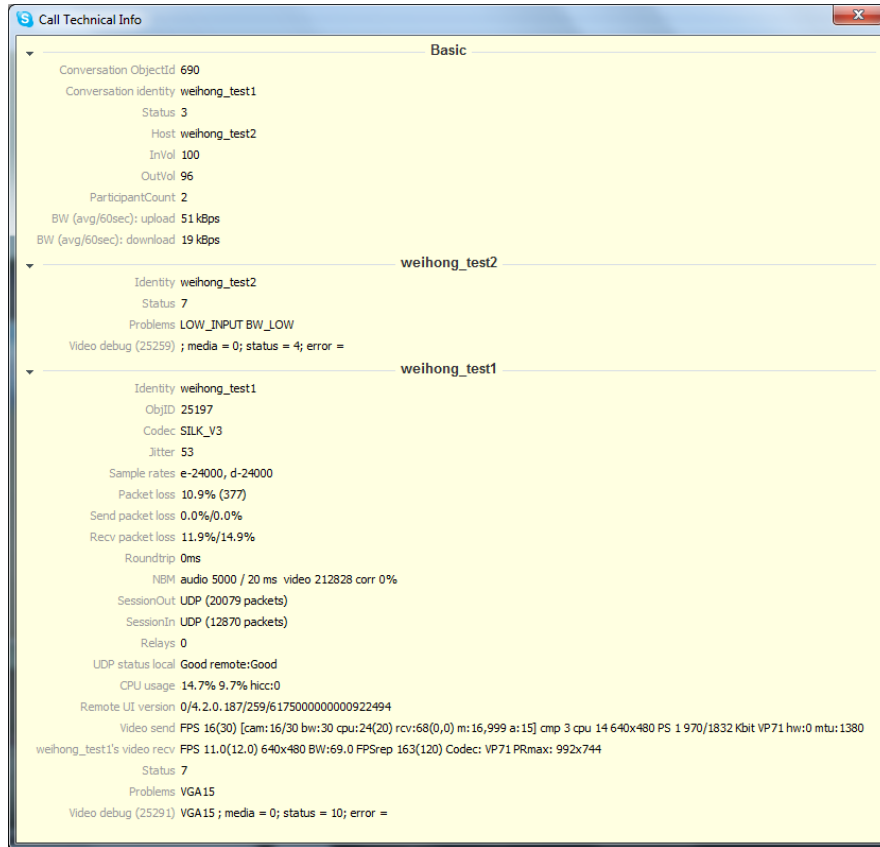 Call Technical Info
Basic
Conversation ObjectId 690
Conversation identity weihong_test1
Status 3
Host weihong_test2
InVol 100
OutVol 96
ParticipantCount 2
BW (avg/60sec): upload 51 kBps
BW (avg/60sec): download 19 kBps
weihong_test2
Identity weihong_test2
Status 7
Problems LOW_INPUT BW_LOW
Video debug (25259) ; media = 0; status = 4; error =
weihong_test1
Identity weihong_test1
ObjID 25197
Codec SILK_V3
Jitter 53
Sample rates e-24000, d-24000
Packet loss 10.9% (377)
Send packet loss 0.0%/0.0%
Recv packet loss 11.9%/14.9%
Roundtrip 0ms
NBM audio 5000 / 20 ms video 212828 corr 0%
SessionOut UDP (20079 packets)
SessionIn UDP (12870 packets)
Relays 0
UDP status local Good remote:Good
CPU usage 14.7% 9.7% hicc:0
Remote UI version 0/4.2.0.187/259/6175000000000922494
Video send FPS 16(30) [cam:16/30 bw:30 cpu:24(20) rcv:68(0,0) m:16,999 a:15] cmp 3 cpu 14 640x480 PS 1 970/1832 Kbit VP71 hw:0 mtu:1380
weihong_test1's video recv FPS 11.0(12.0) 640x480 BW:69.0 FPSrep 163(120) Codec: VP71 PRmax: 992x744
Status 7
Problems VGA15
Video debug (25291) VGA15 ; media = 0; status = 10; error =